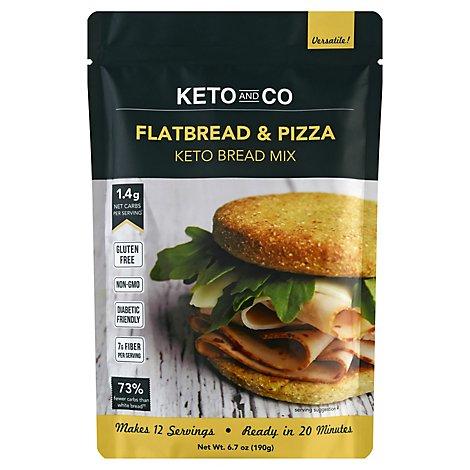 Versatile!
KETO AND CO
FLATBREAD & PIZZA
KETO BREAD MIX
1.4g
NET CARBS
PER SERVING
GLUTEN
FREE
NON-GMO
DIABETIC
FRIENDLY
7g FIBER
PER SERVING
73%
fewer carbs than
white bread
serving suggestion
Makes 12 Servings • Ready in 20 Minutes
Net Wt. 6.7 oz (190g)